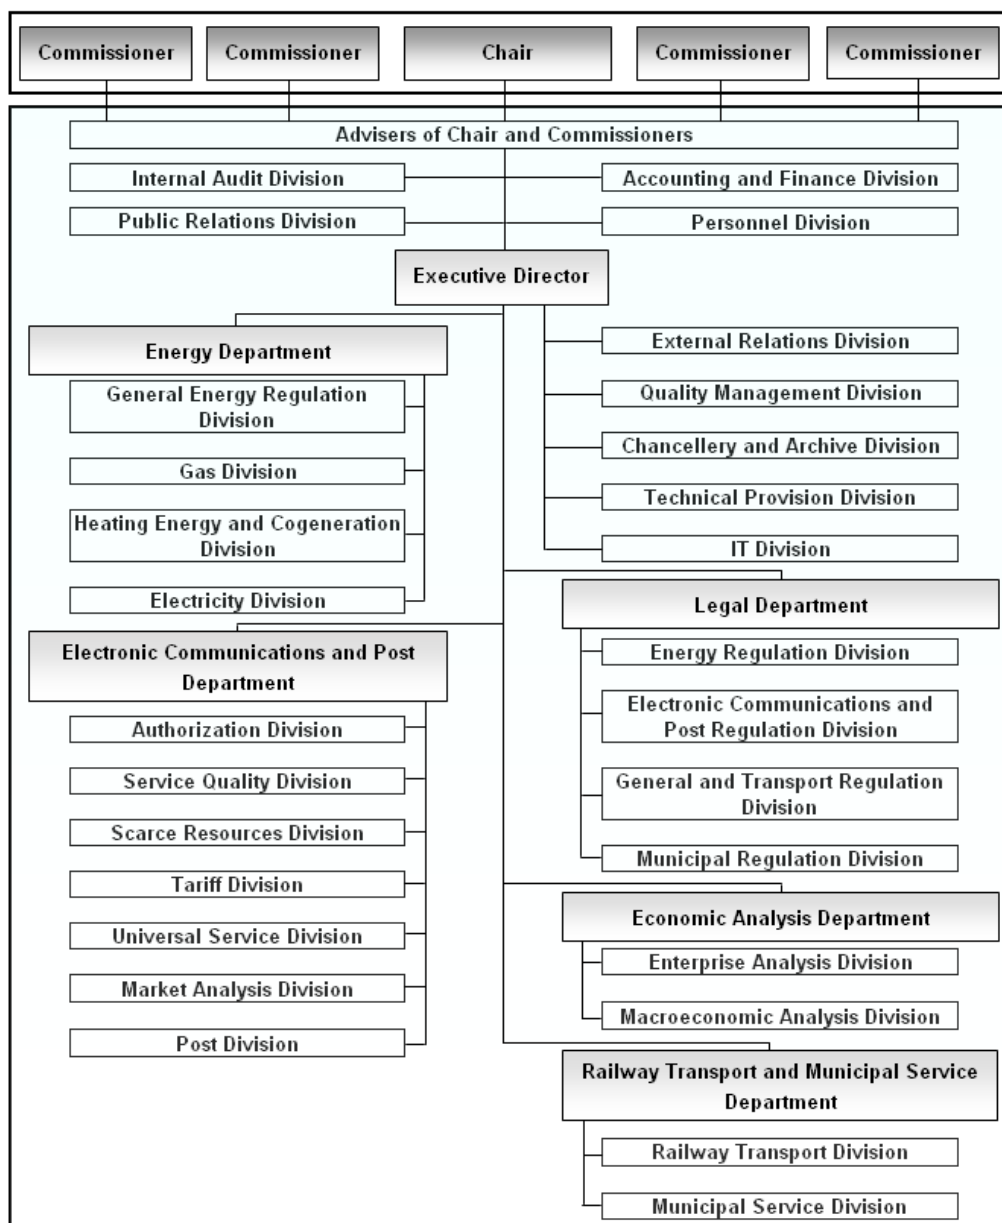 Commissioner
Commissioner
Chair
Commissioner
Commissioner
Advisers of Chair and Commissioners
Internal Audit Division
Accounting and Finance Division
Public Relations Division
Personnel Division
Executive Director
Energy Department
General Energy Regulation
Division
Gas Division
Heating Energy and Cogeneration
Division
Electricity Division
External Relations Division
Quality Management Division
Chancellery and Archive Division
Technical Provision Division
IT Division
Electronic Communications and Post
Department
Authorization Division
Service Quality Division
Scarce Resources Division
Tariff Division
Universal Service Division
Market Analysis Division
Post Division
Legal Department
Energy Regulation Division
Electronic Communications and
Post Regulation Division
General and Transport Regulation
Division
Municipal Regulation Division
Economic Analysis Department
Enterprise Analysis Division
Macroeconomic Analysis Division
Railway Transport and Municipal Service
Department
Railway Transport Division
Municipal Service Division